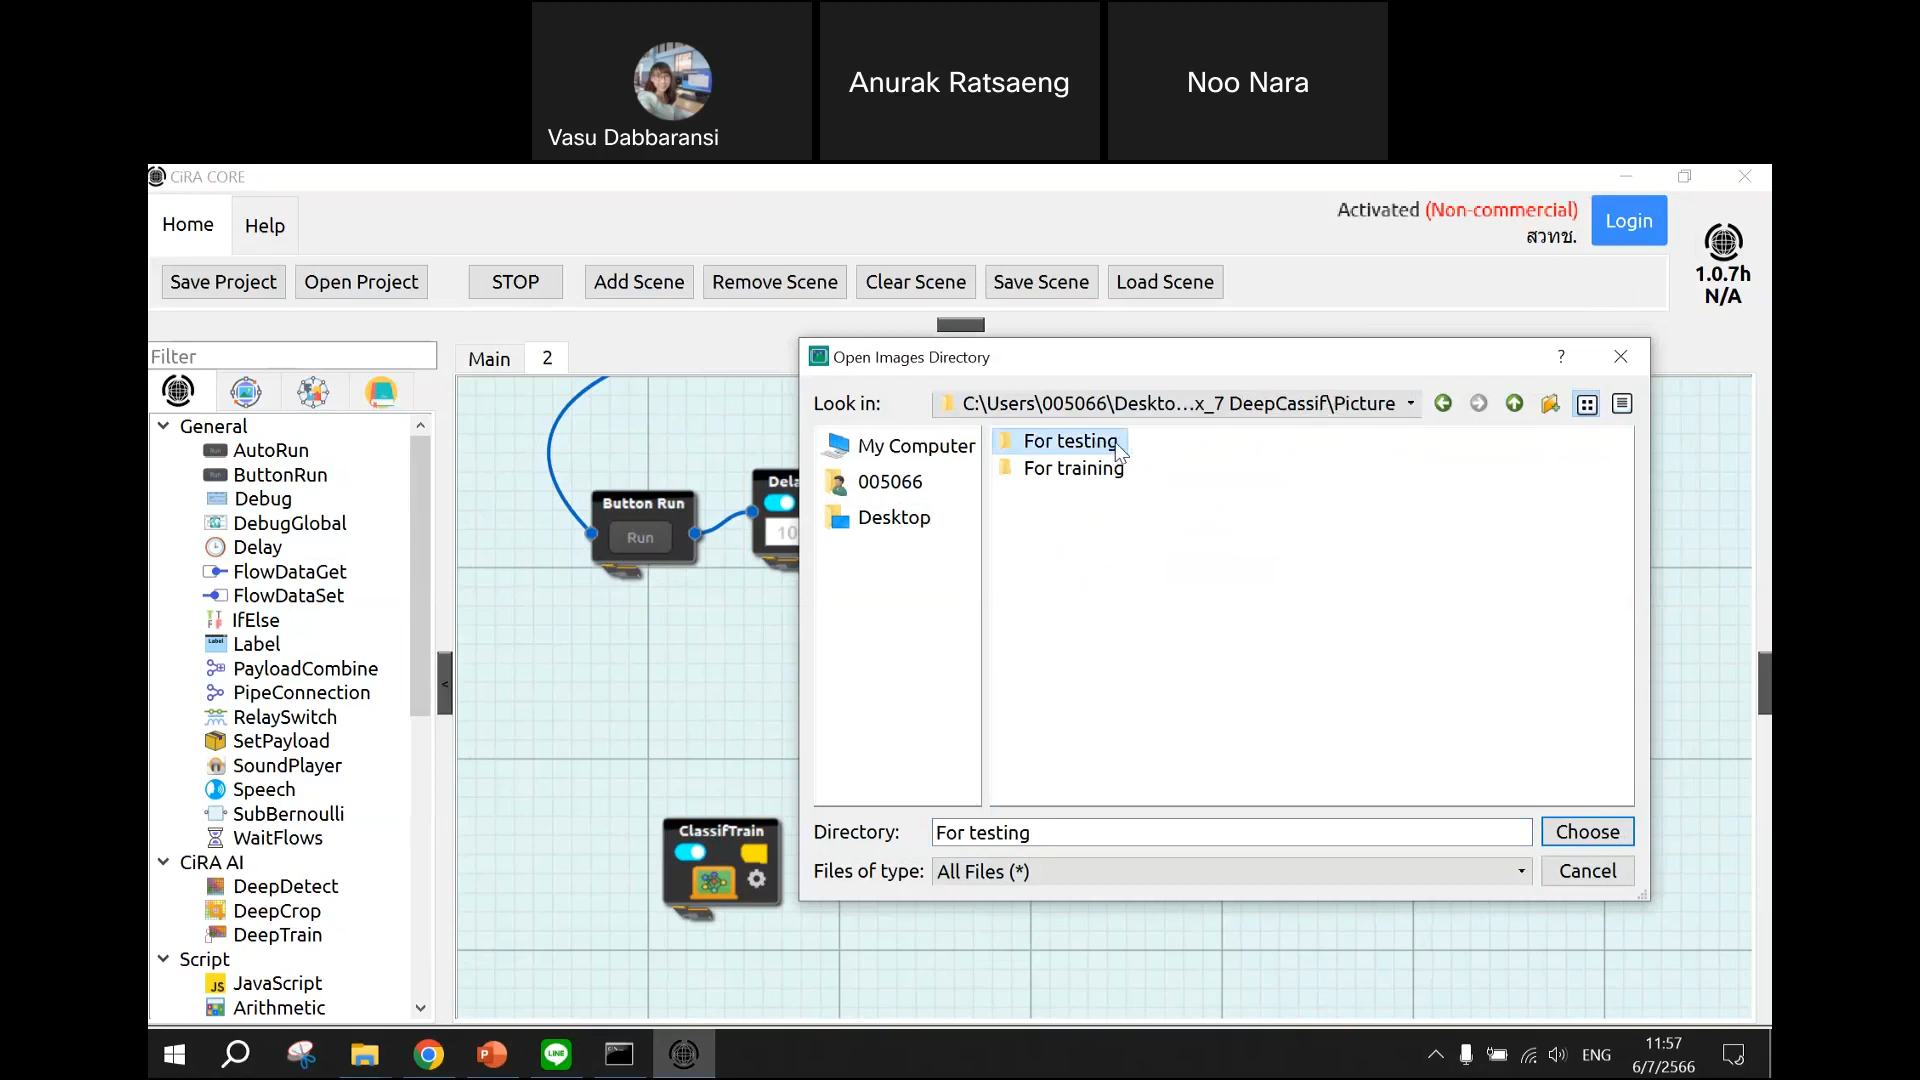 Vasu Dabbaransi
Anurak Ratsaeng
Noo Nara
CiRA CORE
Home
Help
Activated (Non-commercial)
สวทช.
Login
1.0.7h
N/A
Save Project
Open Project
STOP
Add Scene
Remove Scene
Clear Scene
Save Scene
Load Scene
Filter
Main
2
General
AutoRun
ButtonRun
Debug
DebugGlobal
Delay
FlowDataGet
FlowDataSet
IfElse
Label
PayloadCombine
PipeConnection
RelaySwitch
SetPayload
SoundPlayer
Speech
SubBernoulli
WaitFlows
CiRA AI
DeepDetect
DeepCrop
DeepTrain
Script
JavaScript
Arithmetic
Button Run
Run
Dela
10
ClassifTrain
Open Images Directory
?
Look in:
C:\Users\005066\Deskto...x_7 DeepCassif\Picture
My Computer
005066
Desktop
For testing
For training
Directory:
For testing
Choose
Files of type:
All Files (*)
Cancel
ENG
11:57
6/7/2566